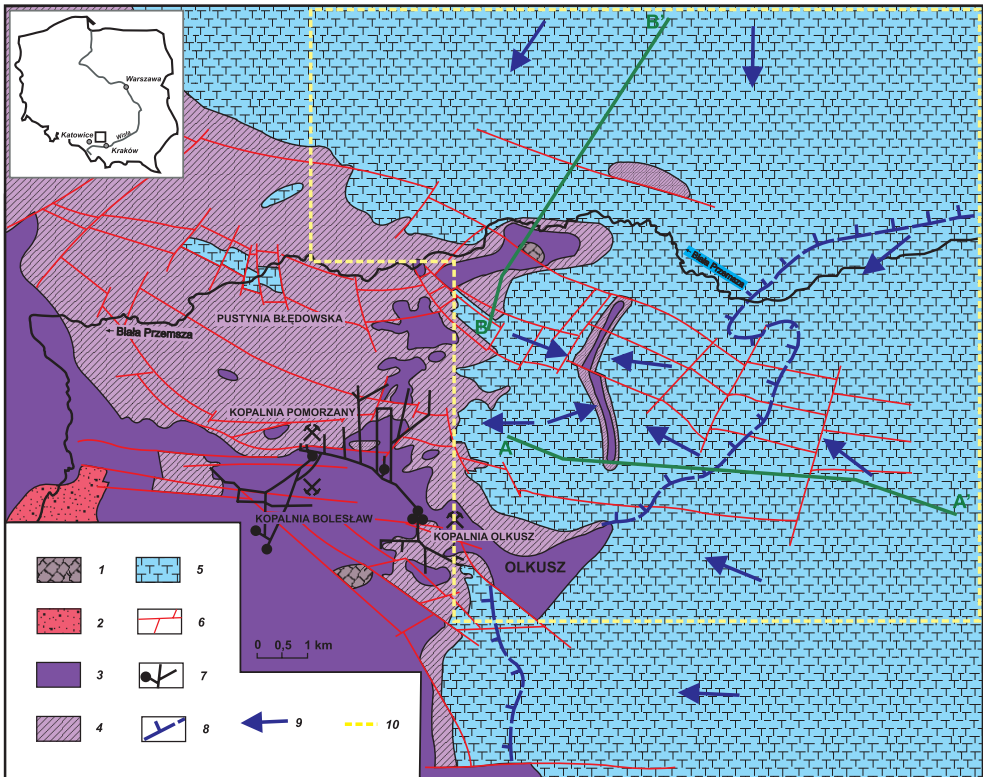 B'
Warszawa
Katowice
Wisła
Kraków
Biała Przemsza
PUSTYNIA BŁĘDOWSKA
B
← Biała Przemsza
KOPALNIA POMORZANY
A
A'
KOPALNIA BOLESŁAW
KOPALNIA OLKUSZ
OLKUSZ
1
5
2
6
0 0,5 1 km
3
7
4
8
9
10